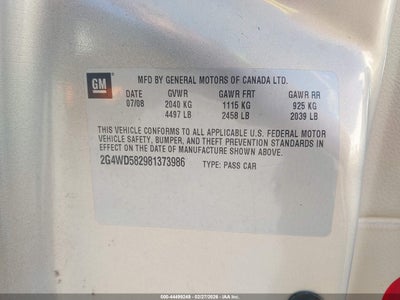 GM
MFD BY GENERAL MOTORS OF CANADA LTD.
DATE GVWR GAWR FRT GAWR RR
07/08 2040 KG 1115 KG 925 KG
4497 LB 2458 LB 2039 LB
THIS VEHICLE CONFORMS TO ALL APPLICABLE U.S. FEDERAL MOTOR
VEHICLE SAFETY, BUMPER, AND THEFT PREVENTION STANDARDS
IN EFFECT ON THE DATE OF MANUFACTURE SHOWN ABOVE.
2G4WD582981373986 TYPE: PASS CAR